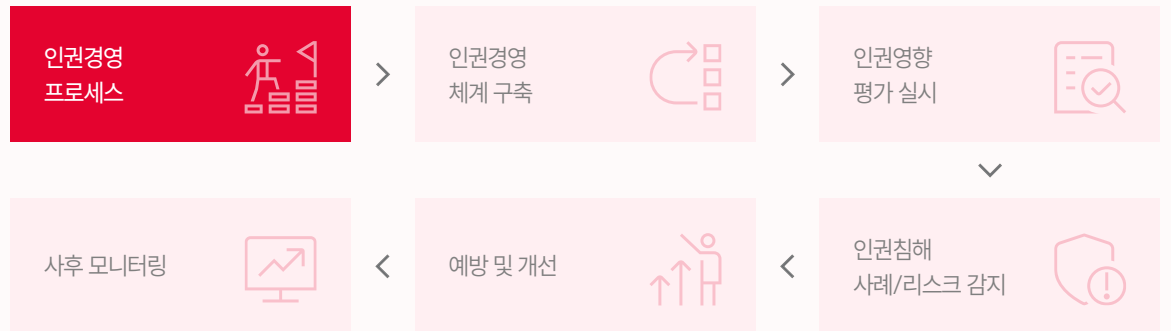 인권경영
프로세스
인권경영
체계 구축
인권영향
평가 실시
인권침해
사례/리스크 감지
예방 및 개선
사후 모니터링